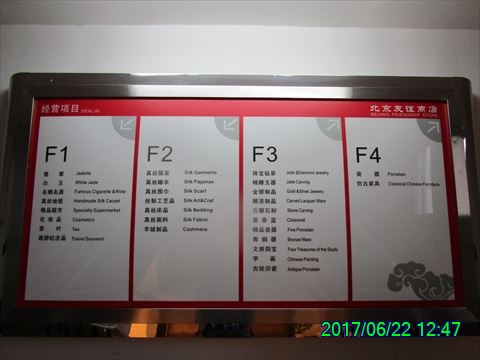 经营项目 DEAL IN
北京友谊商店
BEIJING FRIENDSHIP STORE
F1
翡 翠 Jadeite
白 玉 White Jade
名烟名酒 Famous Cigarette &Wine
真丝地毯 Handmade Silk Carpet
精品超市 Specialty Supermarket
化 妆 品 Cosmetics
茶 叶 Tea
旅游纪念品 Travel Souvenir
F2
真丝服装 Silk Garments
真丝睡衣 Silk Pajamas
真丝围巾 Silk Scarf
丝制工艺品 Silk Art&Craf
真丝床品 Silk Bedding
真丝面料 Silk Fabric
羊绒制品 Cashmere
F3
珠宝钻翠 Jade &Diamond Jewelry
精雕玉器 Jade Carving
金银制品 Gold &Silver Jewelry
雕漆制品 Carved Lacquer Ware
石雕石刻 Stone Carving
景 泰 蓝 Cloisonné
精品瓷器 Fine Porcelain
青 铜 器 Bronze Ware
文房四宝 Four Treasures of the Study
字 画 Chinese Painting
古玩旧瓷 Antique Porcelain
F4
瓷 器 Porcelain
仿古家具 Classical Chinese Furniture
2017/06/22 12:47